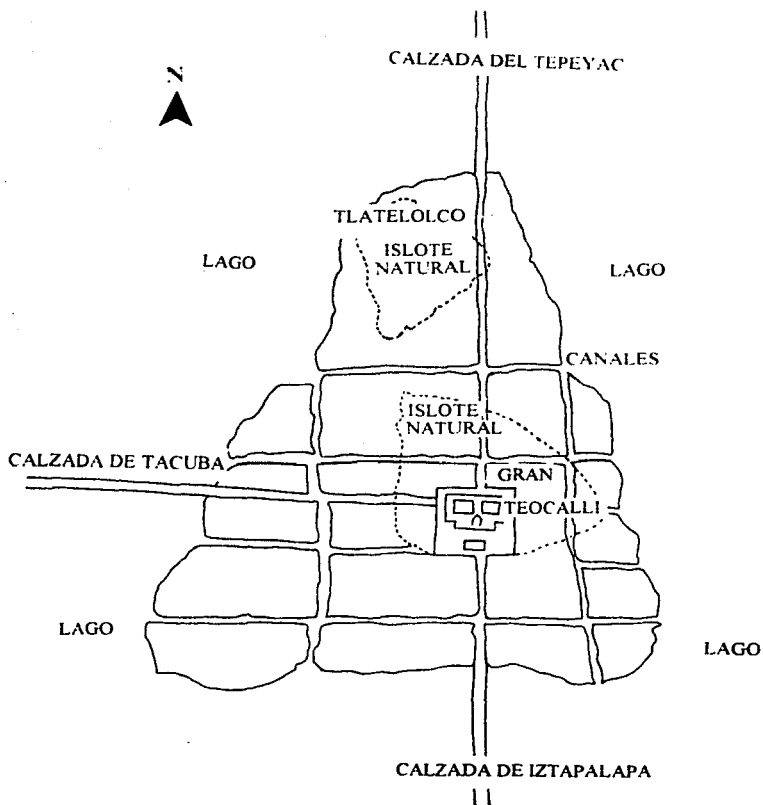 CALZADA DEL TEPEYAC
N
TLATELOLCO
ISLOTE
NATURAL
LAGO
LAGO
CANALES
ISLOTE
NATURAL
CALZADA DE TACUBA
GRAN
TEOCALLI
LAGO
LAGO
CALZADA DE IZTAPALAPA